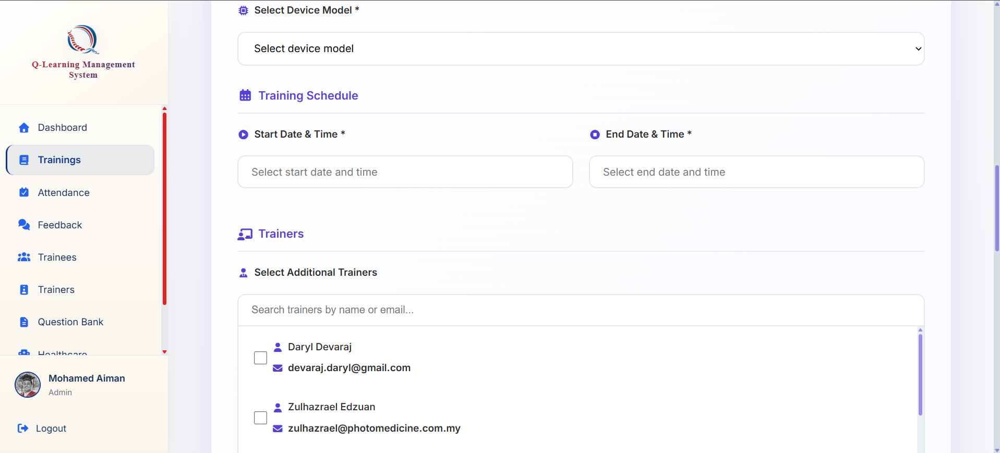 Q-Learning Management
System
Dashboard
Trainings
Attendance
Feedback
Trainees
Trainers
Question Bank
Healthcare
Mohamed Aiman
Admin
Logout
Select Device Model *
Select device model
Training Schedule
Start Date & Time *
End Date & Time *
Select start date and time
Select end date and time
Trainers
Select Additional Trainers
Search trainers by name or email...
Daryl Devaraj
devaraj.daryl@gmail.com
Zulhazrael Edzuan
zulhazrael@photomedicine.com.my